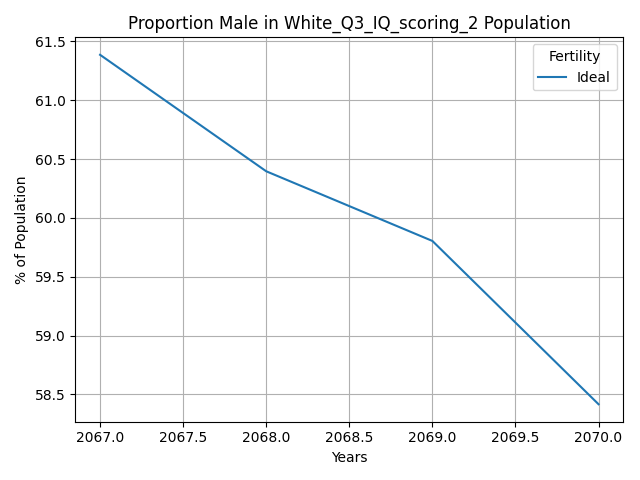 Proportion Male in White_Q3_IQ_scoring_2 Population
61.5
61.0
60.5
60.0
59.5
59.0
58.5
% of Population
Fertility
Ideal
2067.0 2067.5 2068.0 2068.5 2069.0 2069.5 2070.0
Years